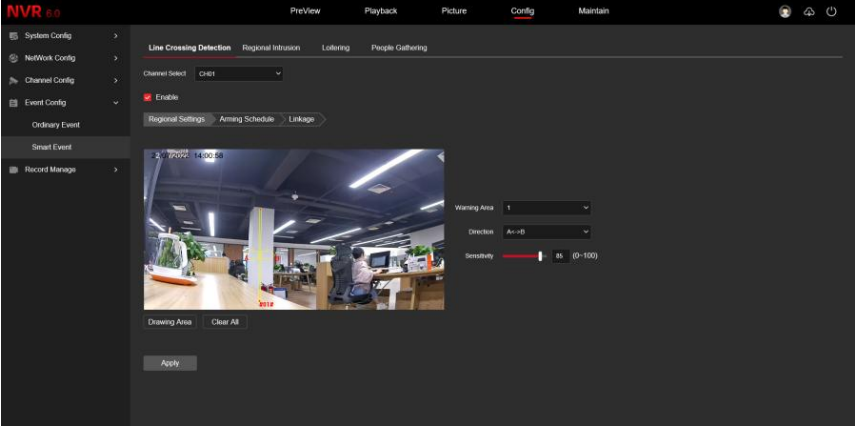 NVR 5.0
PreView Playback Picture Config Maintain
System Config
NetWork Config
Channel Config
Event Config
Ordinary Event
Smart Event
Record Manage
Line Crossing Detection Regional Intrusion Loitering People Gathering
Channel Select CH01
Enable
Regional Settings Arming Schedule Linkage
14:00:58
Warning Area 1
Direction A<->B
Sensitivity 85 (0~100)
Drawing Area Clear All
Apply